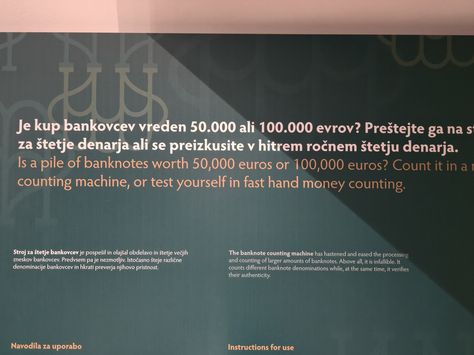 Je kup bankovcev vreden 50.000 ali 100.000 evrov? Preštejte ga na st
za štetje denarja ali se preizkusite v hitrem ročnem štetju denarja.
Is a pile of banknotes worth 50,000 euros or 100,000 euros? Count it in a
counting machine, or test yourself in fast hand money counting.
Stroj za štetje bankovcev je pospešil in olajšal obdelavo in štetje večjih
zneskov bankovcev. Predvsem pa je nezmotljiv. Istočasno šteje različne
denominacije bankovcev in hkrati preverja njihovo pristnost.
The banknote counting machine has hastened and eased the processing
and counting of larger amounts of banknotes. Above all, it is infallible. It
counts different banknote denominations while, at the same time, it verifies
their authenticity.
Navodila za uporabo
Instructions for use